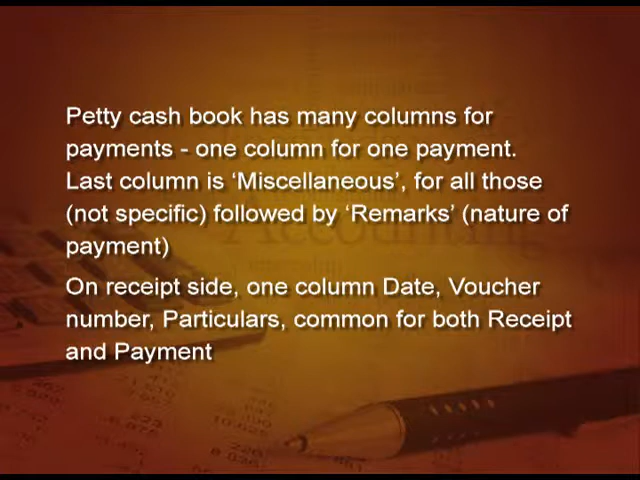 Petty cash book has many columns for
payments - one column for one payment.
Last column is ‘Miscellaneous’, for all those
(not specific) followed by ‘Remarks’ (nature of
payment)
On receipt side, one column Date, Voucher
number, Particulars, common for both Receipt
and Payment
Accounting